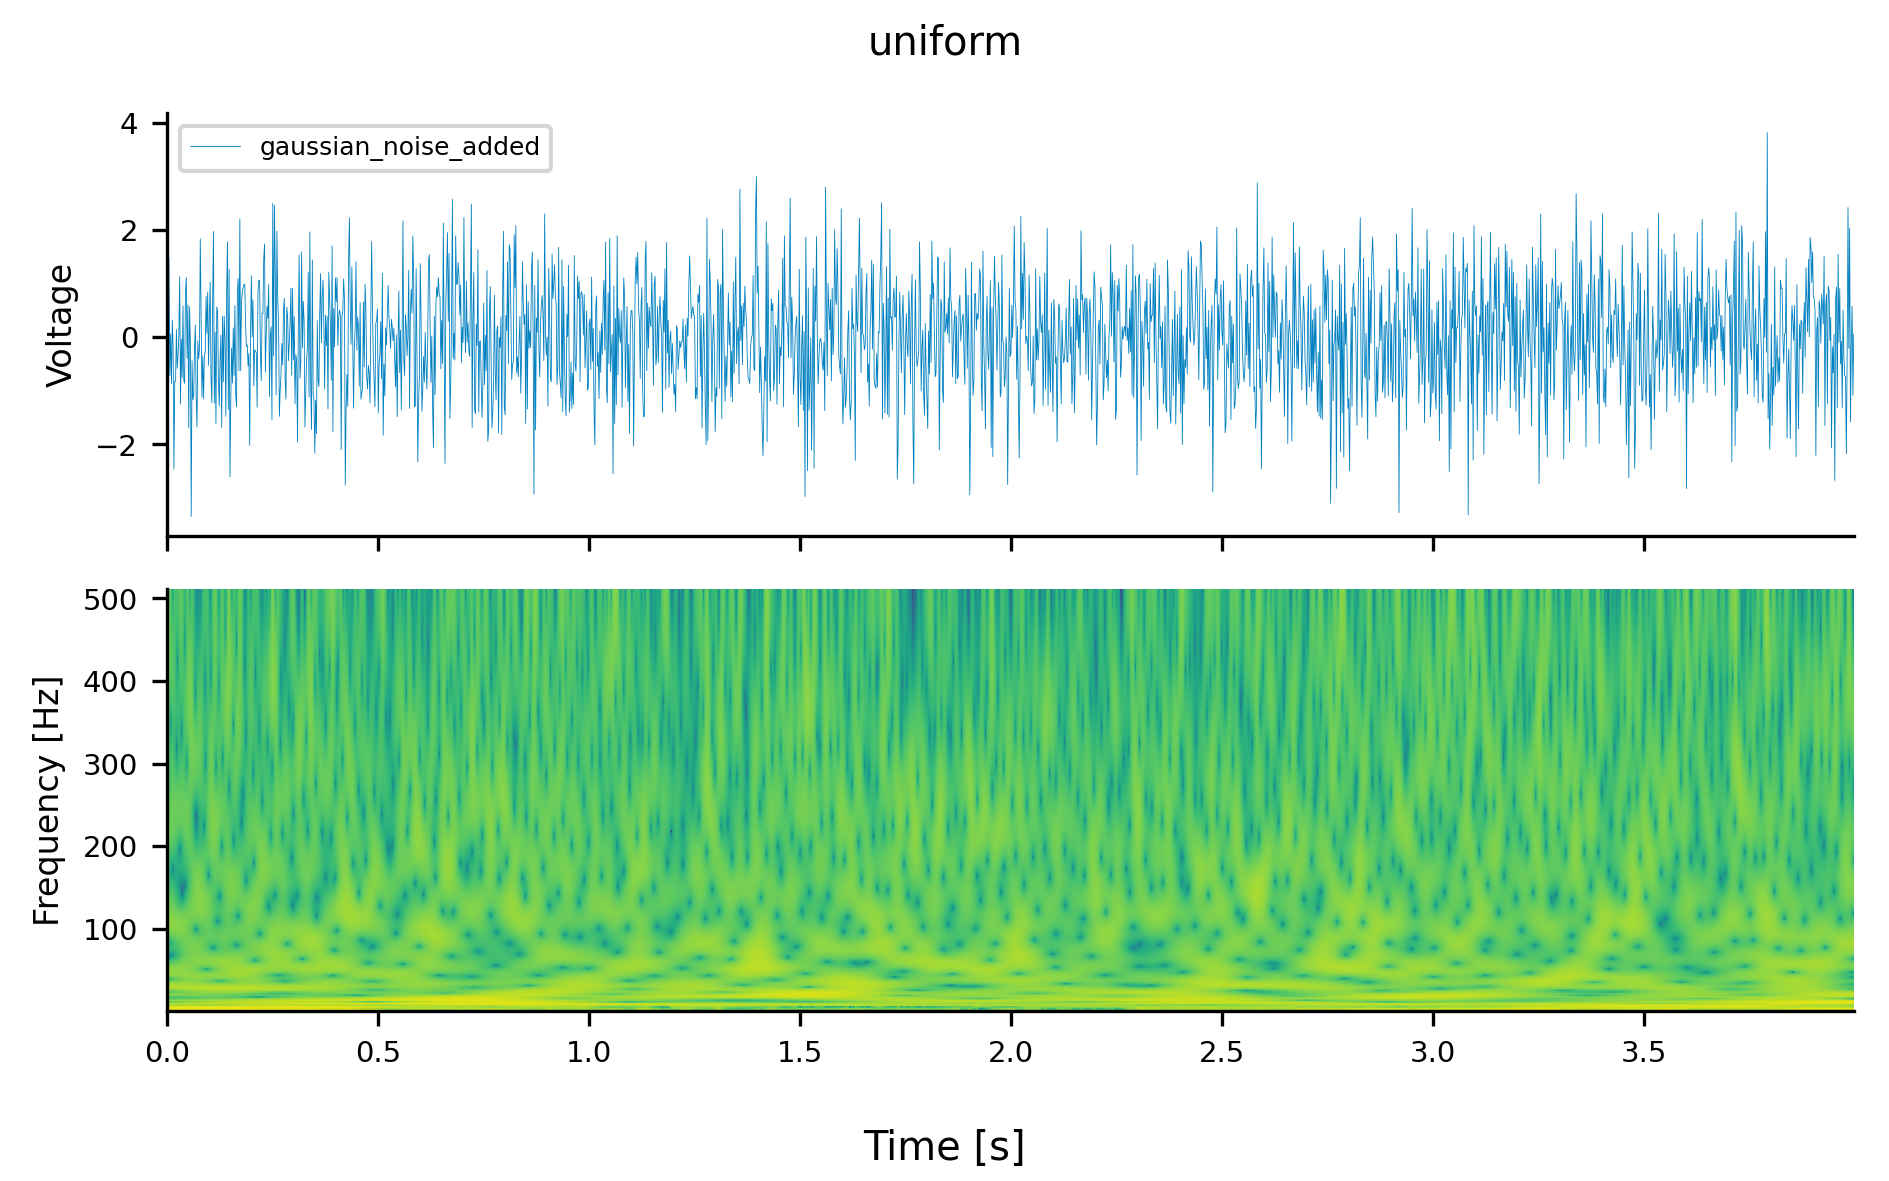 uniform
gaussian_noise_added
Voltage
4
2
0
−2
Frequency [Hz]
500
400
300
200
100
0.0 0.5 1.0 1.5 2.0 2.5 3.0 3.5
Time [s]